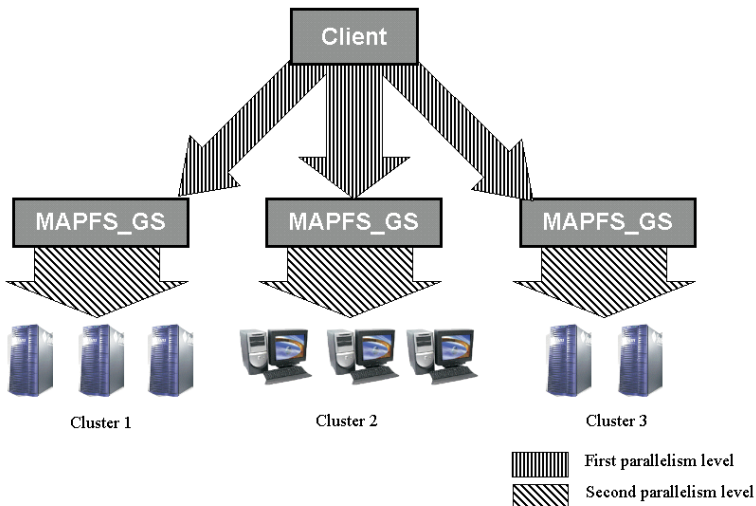 Client
MAPFS_GS
MAPFS_GS
MAPFS_GS
Cluster 1
Cluster 2
Cluster 3
First parallelism level
Second parallelism level